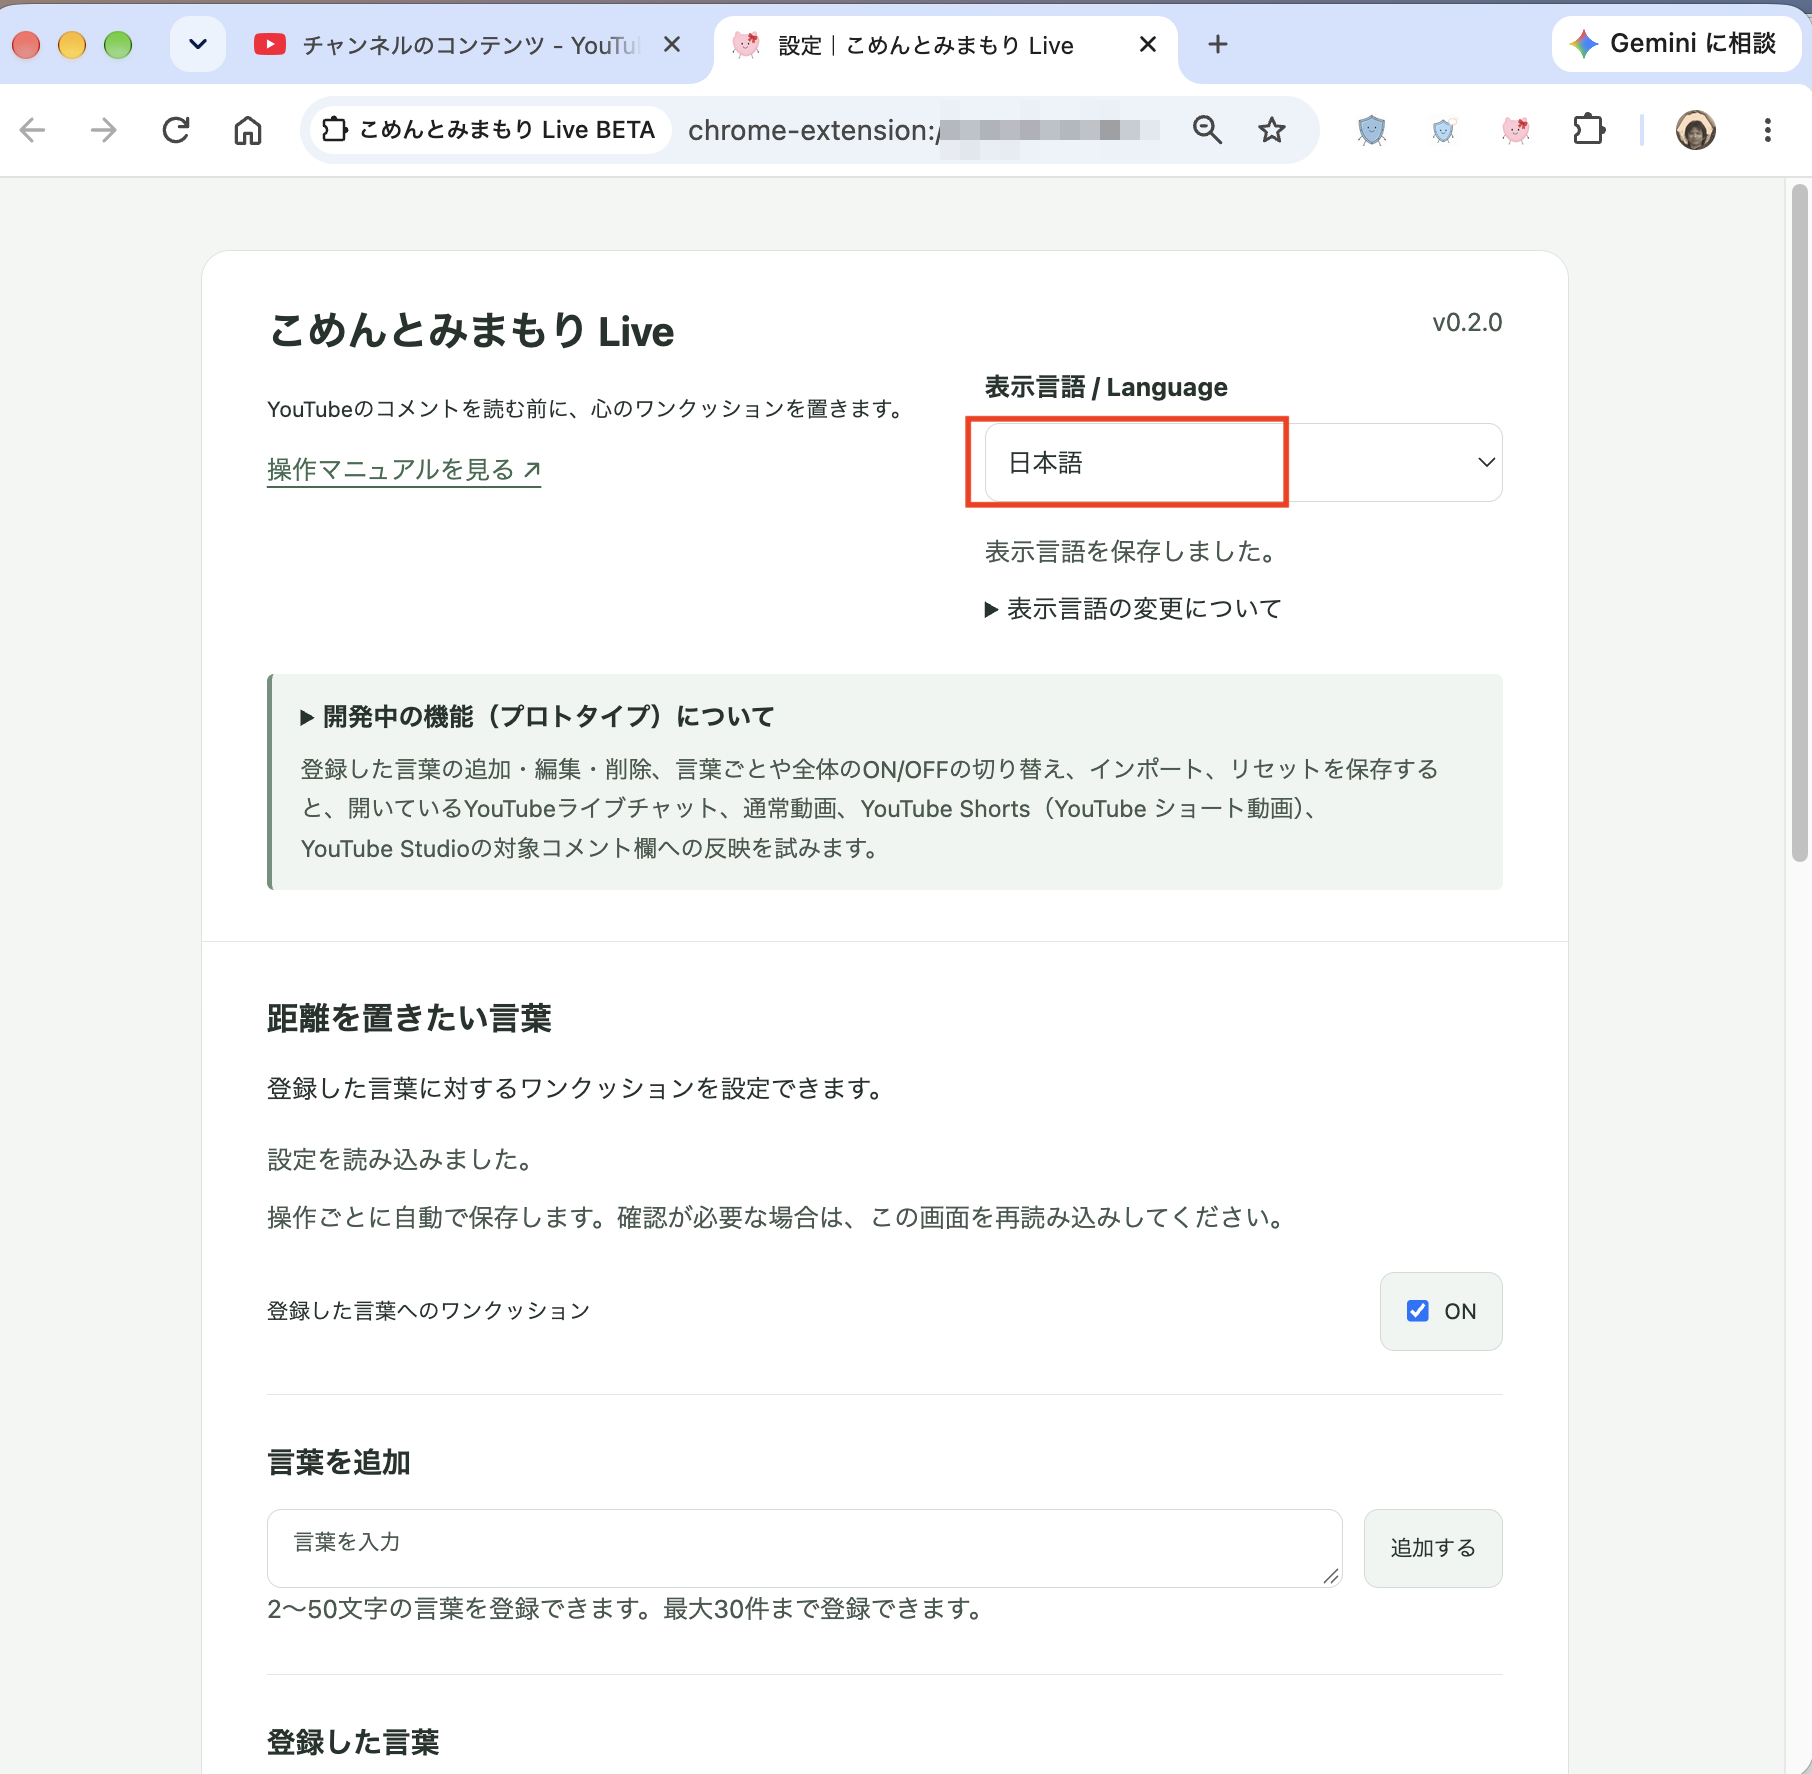 チャンネルのコンテンツ - YouTu
設定｜こめんとみまもり Live
Gemini に相談
こめんとみまもり Live BETA
chrome-extension:/
こめんとみまもり Live
v0.2.0
YouTubeのコメントを読む前に、心のワンクッションを置きます。
操作マニュアルを見る ↗
表示言語 / Language
日本語
表示言語を保存しました。
▶ 表示言語の変更について
▶ 開発中の機能（プロトタイプ）について
登録した言葉の追加・編集・削除、言葉ごとや全体のON/OFFの切り替え、インポート、リセットを保存する
と、開いているYouTubeライブチャット、通常動画、YouTube Shorts（YouTube ショート動画）、
YouTube Studioの対象コメント欄への反映を試みます。
距離を置きたい言葉
登録した言葉に対するワンクッションを設定できます。
設定を読み込みました。
操作ごとに自動で保存します。確認が必要な場合は、この画面を再読み込みしてください。
登録した言葉へのワンクッション
ON
言葉を追加
言葉を入力
追加する
2〜50文字の言葉を登録できます。最大30件まで登録できます。
登録した言葉